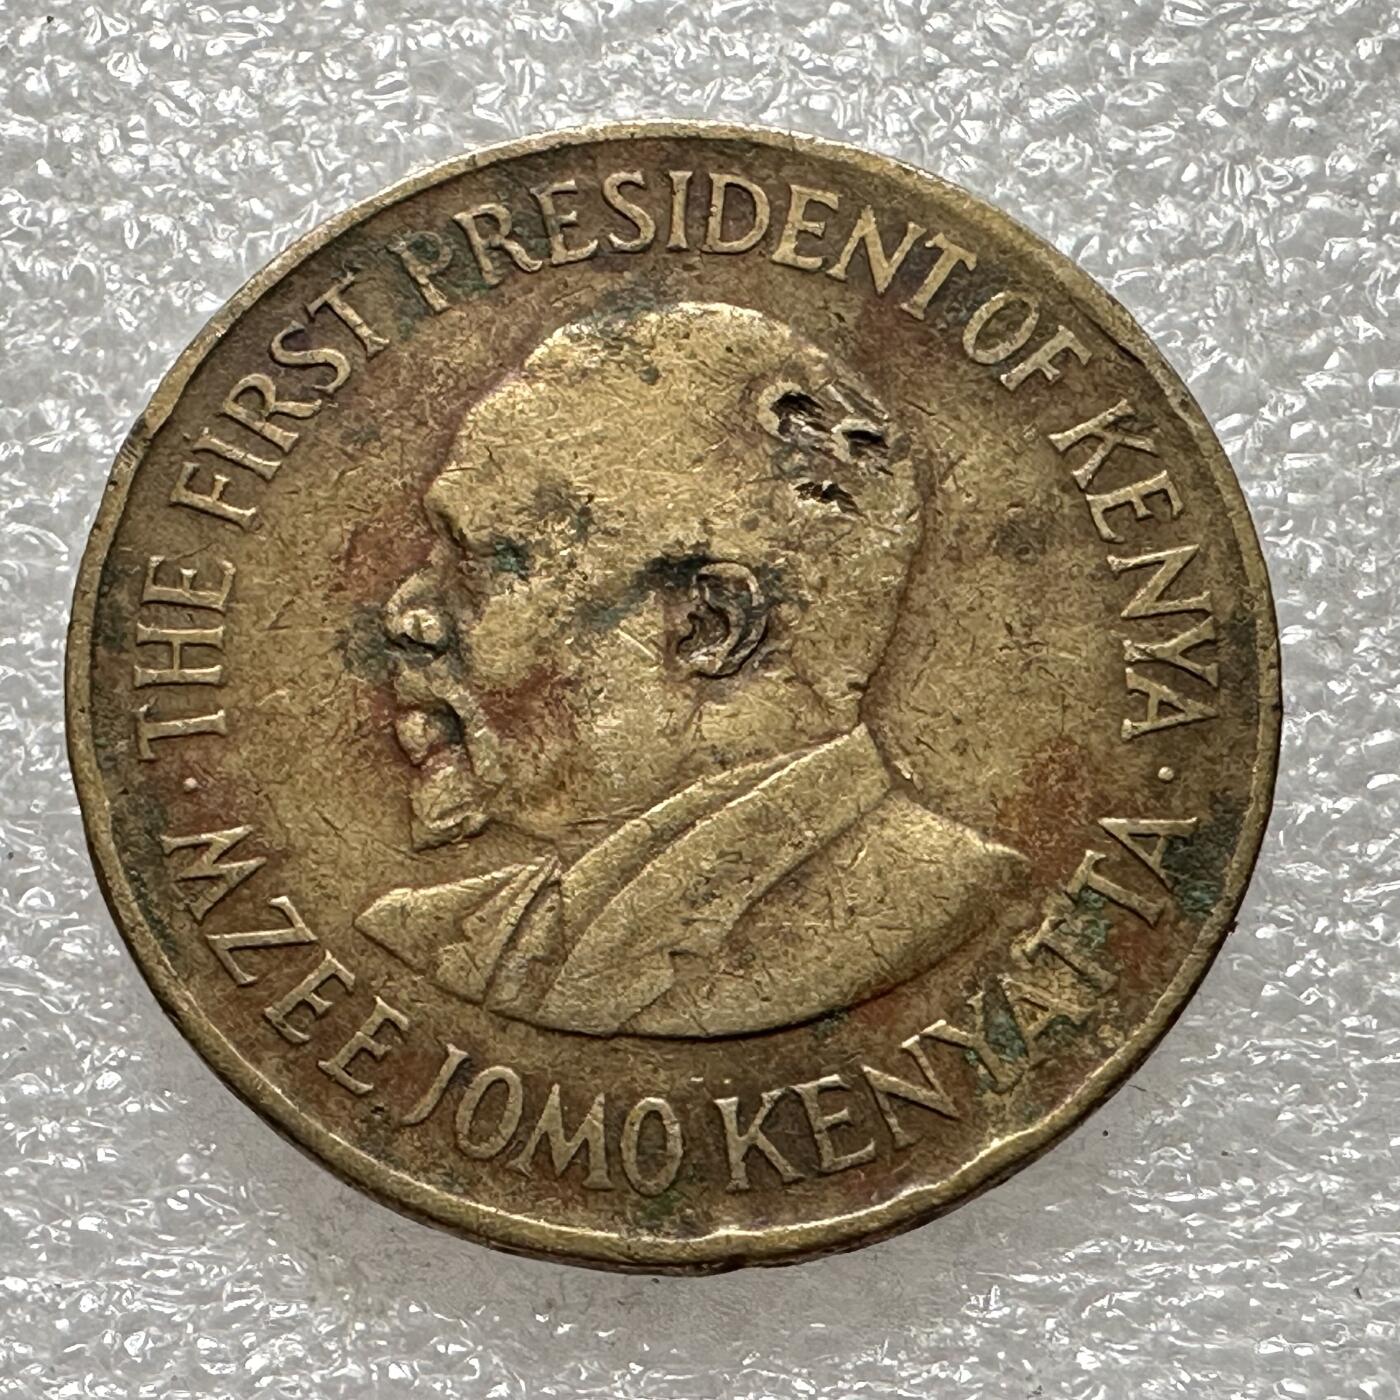 · THE FIRST PRESIDENT OF KENYA ·
MZEE JOMO KENYATTA